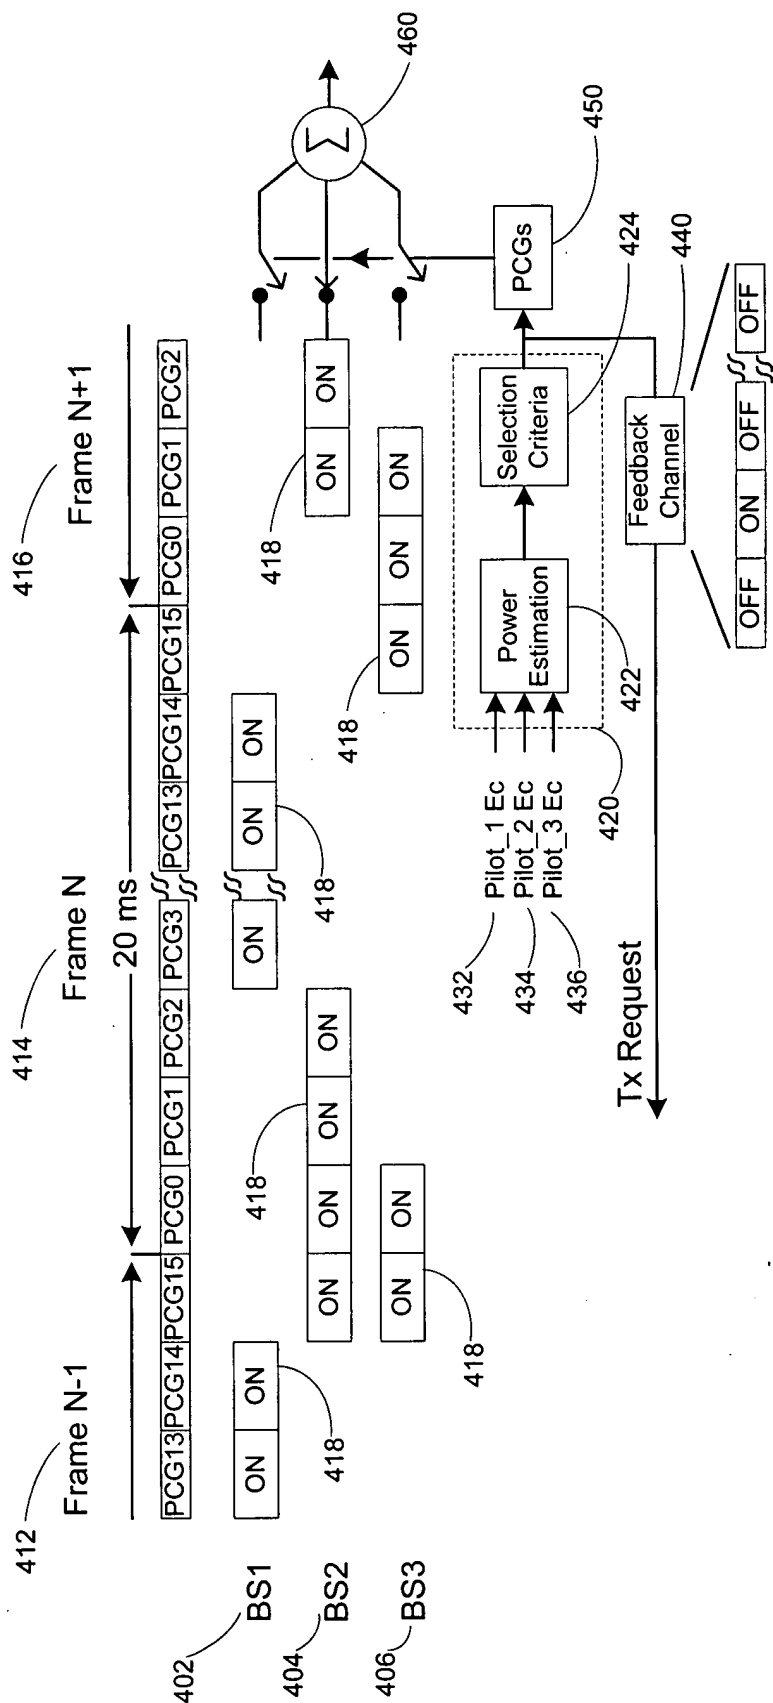 412
414
416
Frame N-1
Frame N
Frame N+1
20 ms
PCG13 PCG14 PCG15 PCG0 PCG1 PCG2 PCG3 PCG13 PCG14 PCG15 PCG0 PCG1 PCG2
402
BS1
ON ON ON ON ON
418
418
404
BS2
ON ON ON ON ON ON
418
418
406
BS3
ON ON ON ON ON
418
418
Σ
460
432
Pilot_1 Ec
434
Pilot_2 Ec
436
Pilot_3 Ec
420
Power
Estimation
422
Selection
Criteria
424
PCGs
450
Tx Request
Feedback
Channel
440
OFF ON OFF OFF